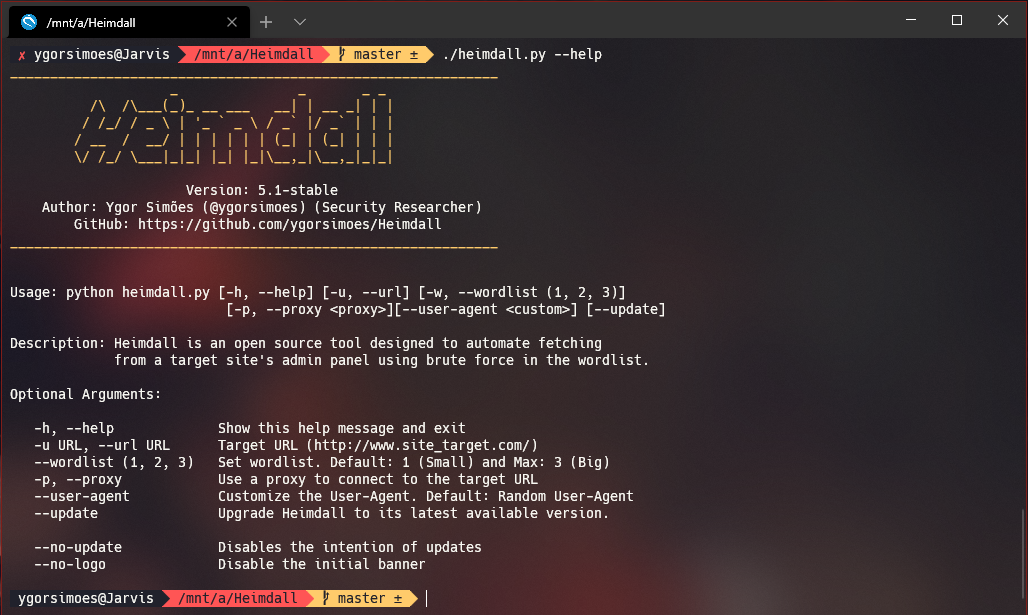 /mnt/a/Heimdall
✗ ygorsimoes@Jarvis /mnt/a/Heimdall master ± ./heimdall.py --help
Heimdall
Version: 5.1-stable
Author: Ygor Simões (@ygorsimoes) (Security Researcher)
GitHub: https://github.com/ygorsimoes/Heimdall
Usage: python heimdall.py [-h, --help] [-u, --url] [-w, --wordlist (1, 2, 3)]
[-p, --proxy <proxy>][--user-agent <custom>] [--update]
Description: Heimdall is an open source tool designed to automate fetching
from a target site's admin panel using brute force in the wordlist.
Optional Arguments:
-h, --help Show this help message and exit
-u URL, --url URL Target URL (http://www.site_target.com/)
--wordlist (1, 2, 3) Set wordlist. Default: 1 (Small) and Max: 3 (Big)
-p, --proxy Use a proxy to connect to the target URL
--user-agent Customize the User-Agent. Default: Random User-Agent
--update Upgrade Heimdall to its latest available version.
--no-update Disables the intention of updates
--no-logo Disable the initial banner
ygorsimoes@Jarvis /mnt/a/Heimdall master ±